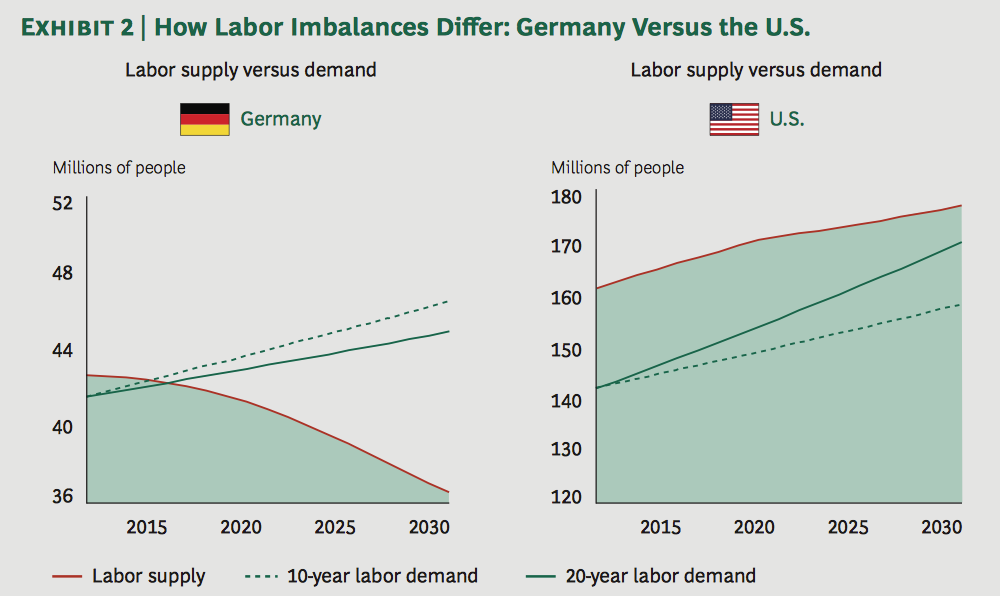 EXHIBIT 2 | How Labor Imbalances Differ: Germany Versus the U.S.
Labor supply versus demand
Germany
Millions of people
52
48
44
40
36
2015 2020 2025 2030
Labor supply versus demand
U.S.
Millions of people
180
170
160
150
140
130
120
2015 2020 2025 2030
Labor supply 10-year labor demand 20-year labor demand